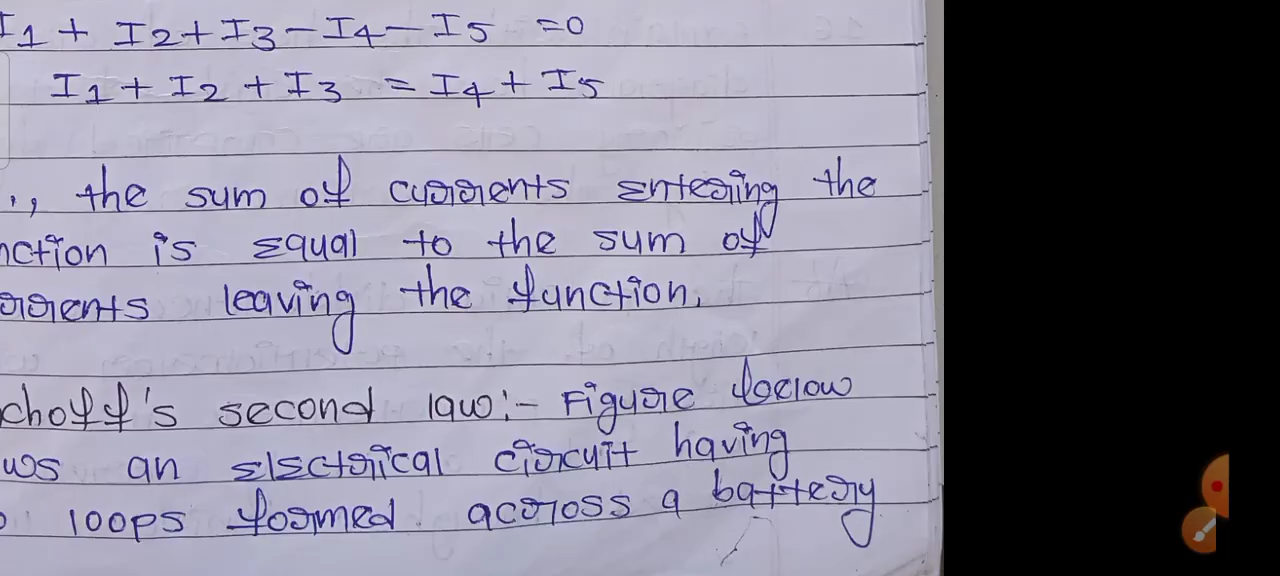 I1 + I2 + I3 - I4 - I5 = 0
I1 + I2 + I3 = I4 + I5
., the sum of currents entering the
nction is equal to the sum of
rrents leaving the function.
choff's second law:- Figure below
ws an electrical circuit having
o loops formed across a battery